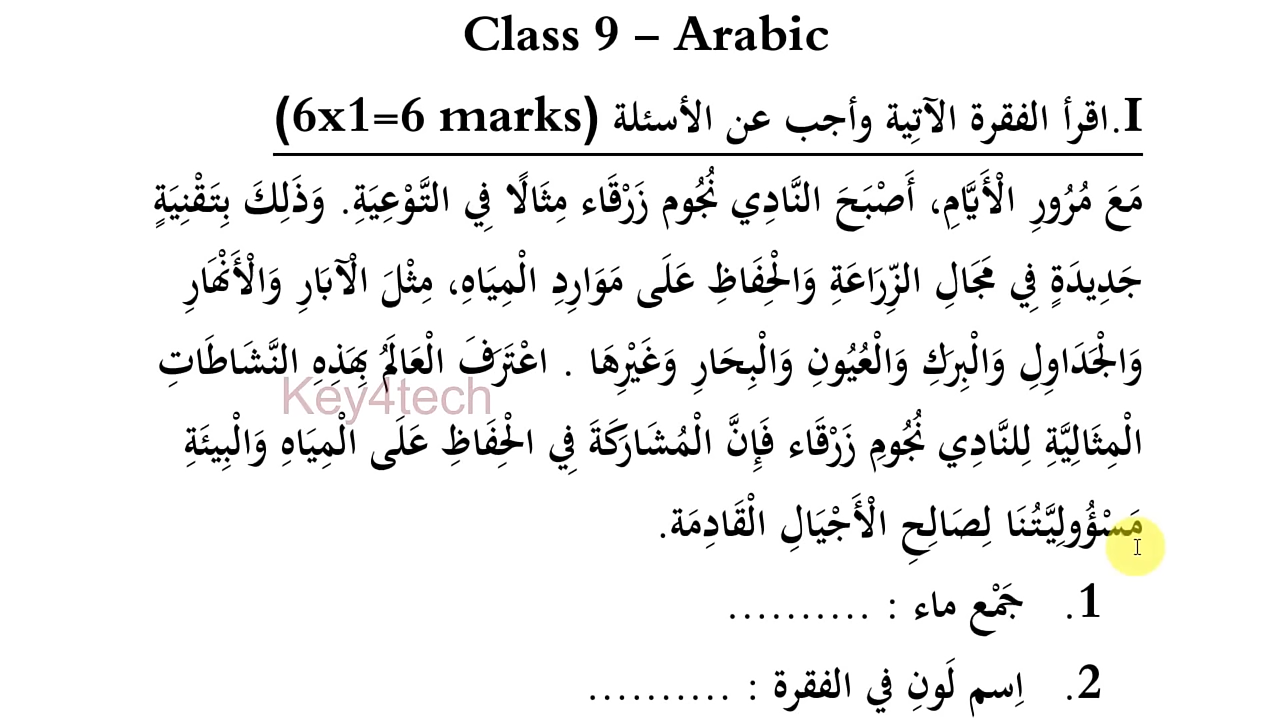 Class 9 – Arabic
I.اقرأ الفقرة الآتِية وأجب عن الأسئلة (6x1=6 marks)
مَعَ مُرُورِ الْأَيَّامِ، أَصْبَحَ النَّادِي نُجُوم زَرْقَاء مِثَالًا فِي التَّوْعِيَةِ. وَذَلِكَ بِتَقْنِيَةٍ
جَدِيدَةٍ فِي مَجَالِ الزِّرَاعَةِ وَالْحِفَاظِ عَلَى مَوَارِدِ الْمِيَاهِ، مِثْلَ الْآبَارِ وَالْأَنْهَارِ
وَالْجَدَاوِلِ وَالْبِرَكِ وَالْعُيُونِ وَالْبِحَارِ وَغَيْرِهَا . اعْتَرَفَ الْعَالَمُ بِهَذِهِ النَّشَاطَاتِ
Key4tech
الْمِثَالِيَّةِ لِلنَّادِي نُجُومِ زَرْقَاء فَإِنَّ الْمُشَارَكَةَ فِي الْحِفَاظِ عَلَى الْمِيَاهِ وَالْبِيئَةِ
مَسْؤُولِيَّتُنَا لِصَالِحِ الْأَجْيَالِ الْقَادِمَة.
1. جَمْع ماء : ..........
2. اِسم لَونِ في الفقرة : ..........